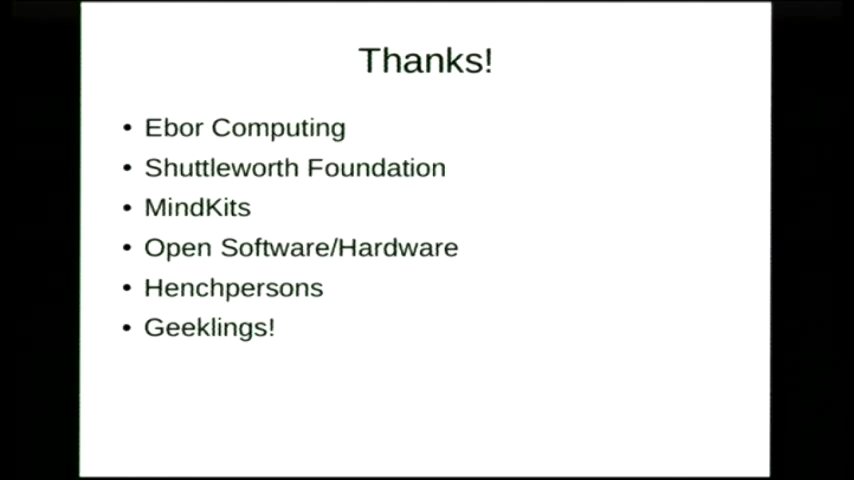 Thanks!
• Ebor Computing
• Shuttleworth Foundation
• MindKits
• Open Software/Hardware
• Henchpersons
• Geeklings!